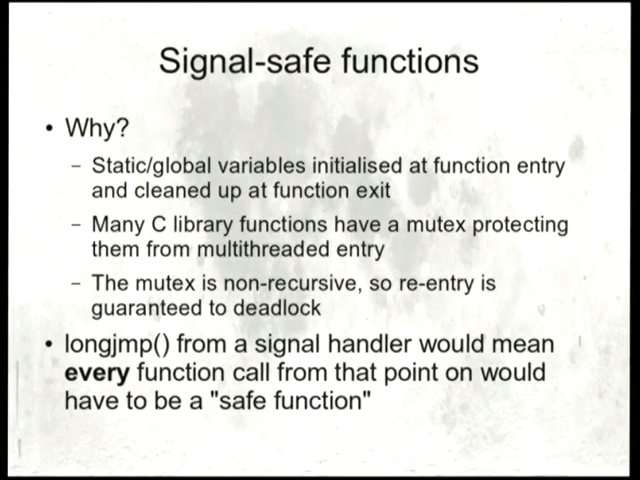 Signal-safe functions
• Why?
– Static/global variables initialised at function entry
and cleaned up at function exit
– Many C library functions have a mutex protecting
them from multithreaded entry
– The mutex is non-recursive, so re-entry is
guaranteed to deadlock
• longjmp() from a signal handler would mean
every function call from that point on would
have to be a "safe function"